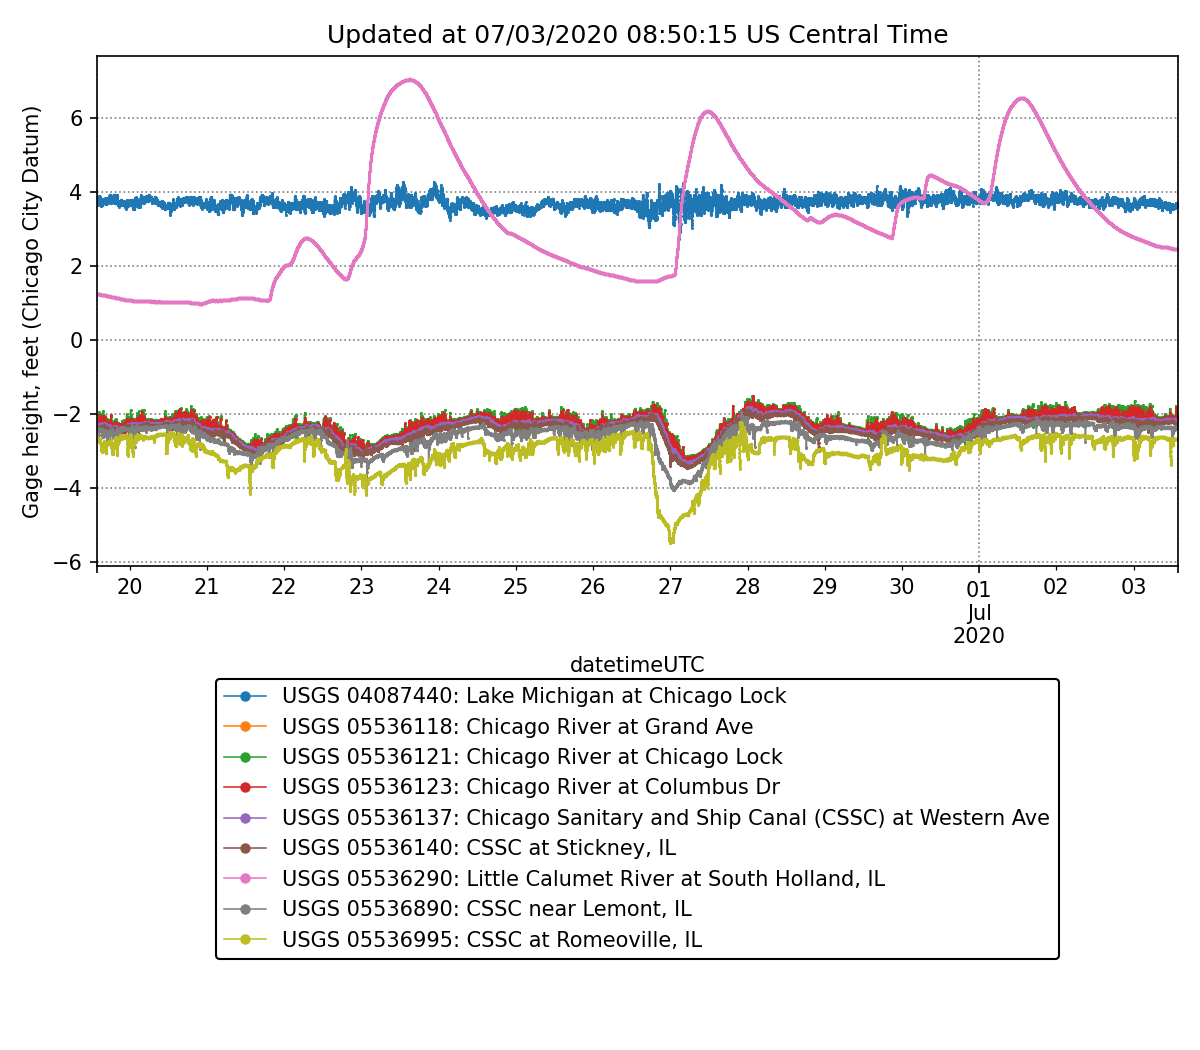 Updated at 07/03/2020 08:50:15 US Central Time
Gage height, feet (Chicago City Datum)
6
4
2
0
−2
−4
−6
20 21 22 23 24 25 26 27 28 29 30 01 02 03
Jul
2020
datetimeUTC
USGS 04087440: Lake Michigan at Chicago Lock
USGS 05536118: Chicago River at Grand Ave
USGS 05536121: Chicago River at Chicago Lock
USGS 05536123: Chicago River at Columbus Dr
USGS 05536137: Chicago Sanitary and Ship Canal (CSSC) at Western Ave
USGS 05536140: CSSC at Stickney, IL
USGS 05536290: Little Calumet River at South Holland, IL
USGS 05536890: CSSC near Lemont, IL
USGS 05536995: CSSC at Romeoville, IL